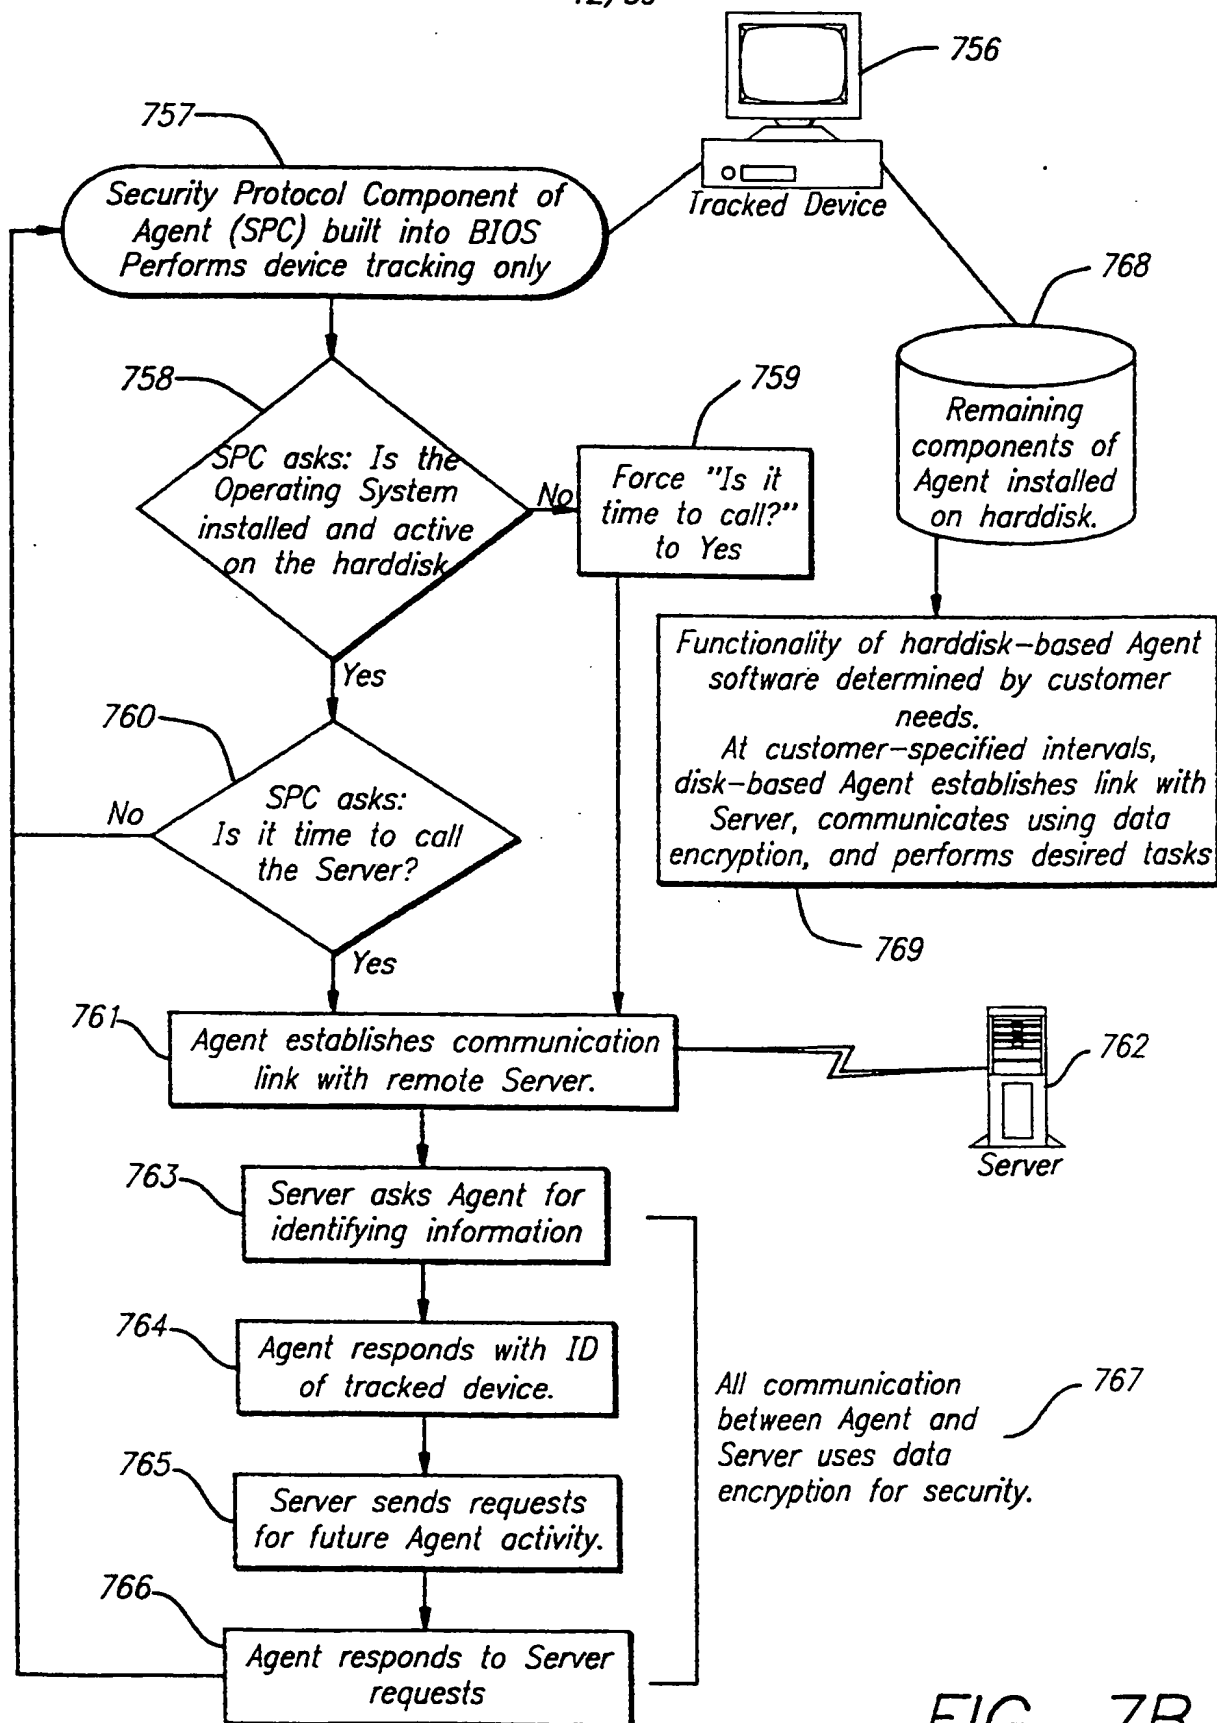 756
757
Security Protocol Component of
Agent (SPC) built into BIOS
Performs device tracking only
Tracked Device
768
758
759
SPC asks: Is the
Operating System
installed and active
on the harddisk
No
Force "Is it
time to call?"
to Yes
Remaining
components of
Agent installed
on harddisk.
Yes
760
Functionality of harddisk-based Agent
software determined by customer
needs.
At customer-specified intervals,
disk-based Agent establishes link with
Server, communicates using data
encryption, and performs desired tasks
No
SPC asks:
Is it time to call
the Server?
769
Yes
761
Agent establishes communication
link with remote Server.
762
Server
763
Server asks Agent for
identifying information
764
Agent responds with ID
of tracked device.
All communication
between Agent and
Server uses data
encryption for security.
767
765
Server sends requests
for future Agent activity.
766
Agent responds to Server
requests
FIG. 7B